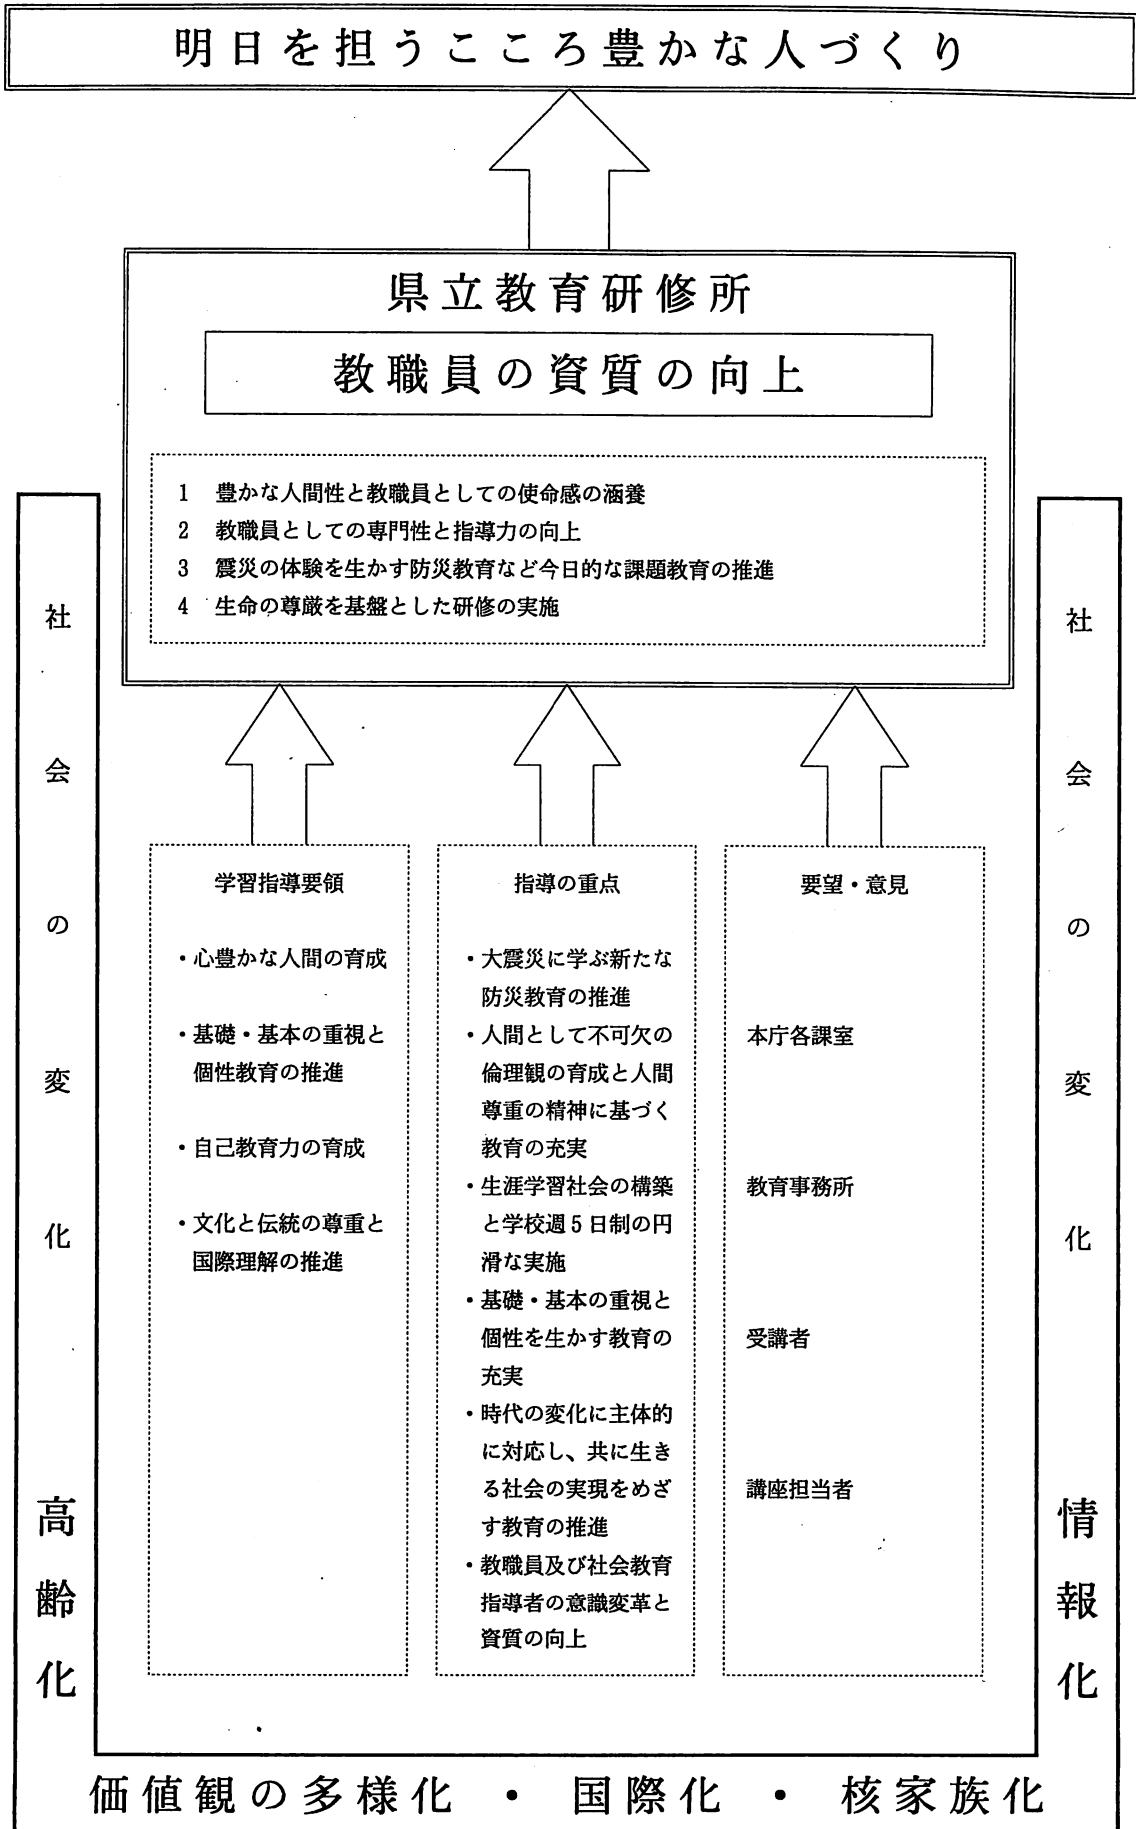 明日を担うこころ豊かな人づくり
県立教育研修所
教職員の資質の向上
1 豊かな人間性と教職員としての使命感の涵養
2 教職員としての専門性と指導力の向上
3 震災の体験を生かす防災教育など今日的な課題教育の推進
4 生命の尊厳を基盤とした研修の実施
学習指導要領
・心豊かな人間の育成
・基礎・基本の重視と
個性教育の推進
・自己教育力の育成
・文化と伝統の尊重と
国際理解の推進
指導の重点
・大震災に学ぶ新たな
防災教育の推進
・人間として不可欠の
倫理観の育成と人間
尊重の精神に基づく
教育の充実
・生涯学習社会の構築
と学校週5日制の円
滑な実施
・基礎・基本の重視と
個性を生かす教育の
充実
・時代の変化に主体的
に対応し、共に生き
る社会の実現をめざ
す教育の推進
・教職員及び社会教育
指導者の意識変革と
資質の向上
要望・意見
本庁各課室
教育事務所
受講者
講座担当者
社会の変化
高齢化
社会の変化
情報化
価値観の多様化・国際化・核家族化